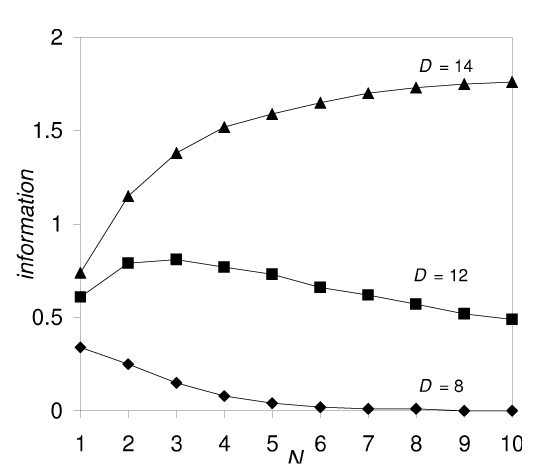 2
D = 14
1.5
information
1
D = 12
0.5
D = 8
0
1 2 3 4 5 6 7 8 9 10
N